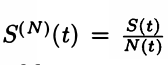 S^{(N)}(t) = \frac{S(t)}{N(t)}